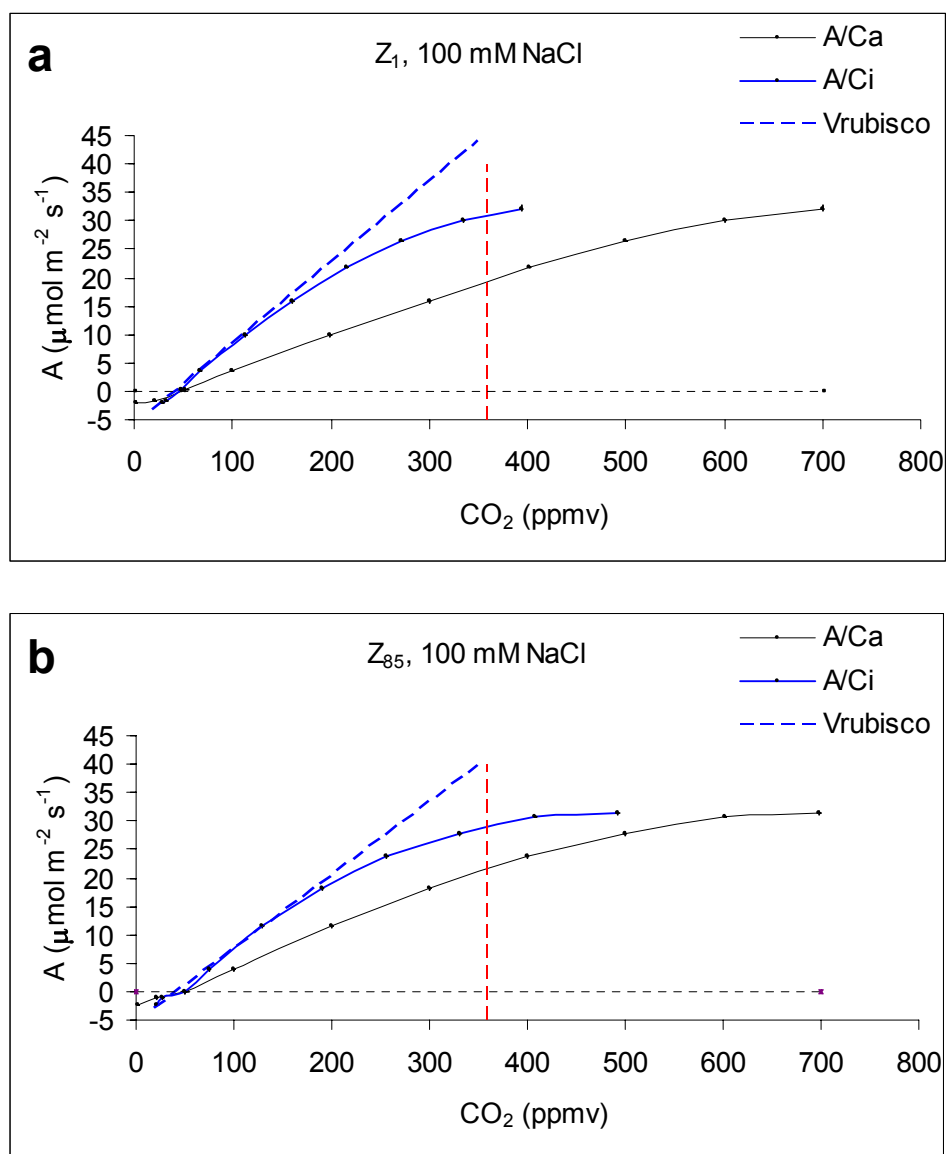 a
Z₁, 100 mM NaCl
A/Ca
A/Ci
Vrubisco
A (μmol m⁻² s⁻¹)
45
40
35
30
25
20
15
10
5
0
-5
0 100 200 300 400 500 600 700 800
CO₂ (ppmv)
b
Z₈₅, 100 mM NaCl
A/Ca
A/Ci
Vrubisco
A (μmol m⁻² s⁻¹)
45
40
35
30
25
20
15
10
5
0
-5
0 100 200 300 400 500 600 700 800
CO₂ (ppmv)